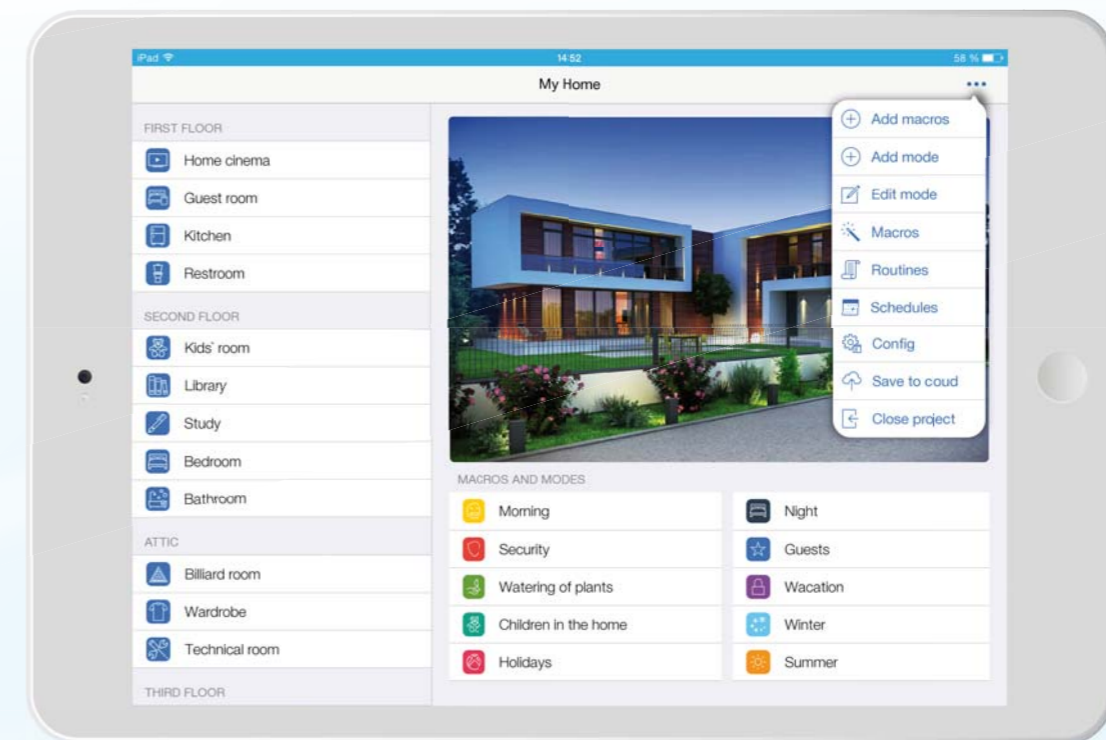 iPad
14:52
58 %
My Home
FIRST FLOOR
Home cinema
Guest room
Kitchen
Restroom
SECOND FLOOR
Kids' room
Library
Study
Bedroom
Bathroom
ATTIC
Billiard room
Wardrobe
Technical room
THIRD FLOOR
Add macros
Add mode
Edit mode
Macros
Routines
Schedules
Config
Save to coud
Close project
MACROS AND MODES
Morning
Night
Security
Guests
Watering of plants
Wacation
Children in the home
Winter
Holidays
Summer